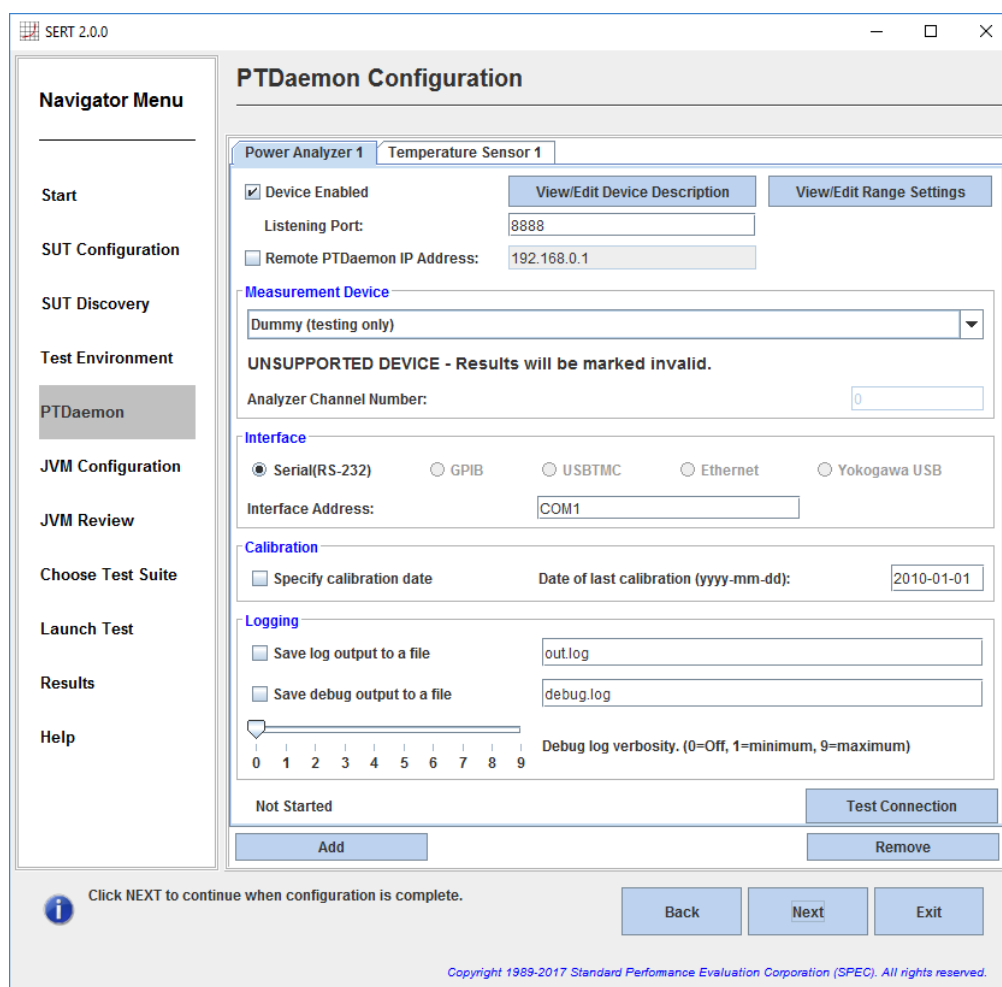 SERT 2.0.0
Navigator Menu
Start
SUT Configuration
SUT Discovery
Test Environment
PTDaemon
JVM Configuration
JVM Review
Choose Test Suite
Launch Test
Results
Help
PTDaemon Configuration
Power Analyzer 1 Temperature Sensor 1
Device Enabled View/Edit Device Description View/Edit Range Settings
Listening Port: 8888
Remote PTDaemon IP Address: 192.168.0.1
Measurement Device
Dummy (testing only)
UNSUPPORTED DEVICE - Results will be marked invalid.
Analyzer Channel Number: 0
Interface
Serial(RS-232) GPIB USBTMC Ethernet Yokogawa USB
Interface Address: COM1
Calibration
Specify calibration date Date of last calibration (yyyy-mm-dd): 2010-01-01
Logging
Save log output to a file out.log
Save debug output to a file debug.log
0 1 2 3 4 5 6 7 8 9 Debug log verbosity. (0=Off, 1=minimum, 9=maximum)
Not Started Test Connection
Add Remove
Click NEXT to continue when configuration is complete.
Back Next Exit
Copyright 1989-2017 Standard Performance Evaluation Corporation (SPEC). All rights reserved.